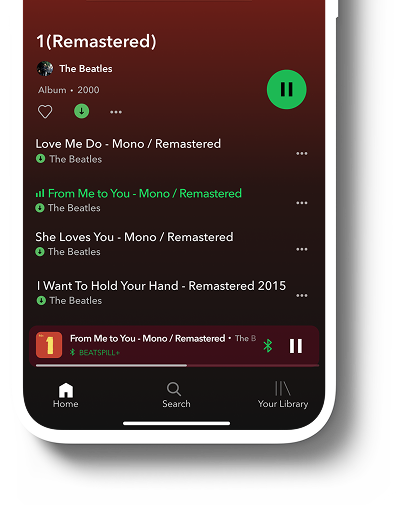 1(Remastered)
The Beatles
Album • 2000
Love Me Do - Mono / Remastered
The Beatles
From Me to You - Mono / Remastered
The Beatles
She Loves You - Mono / Remastered
The Beatles
I Want To Hold Your Hand - Remastered 2015
The Beatles
1
From Me to You - Mono / Remastered • The B
BEATSPILL+
Home
Search
Your Library